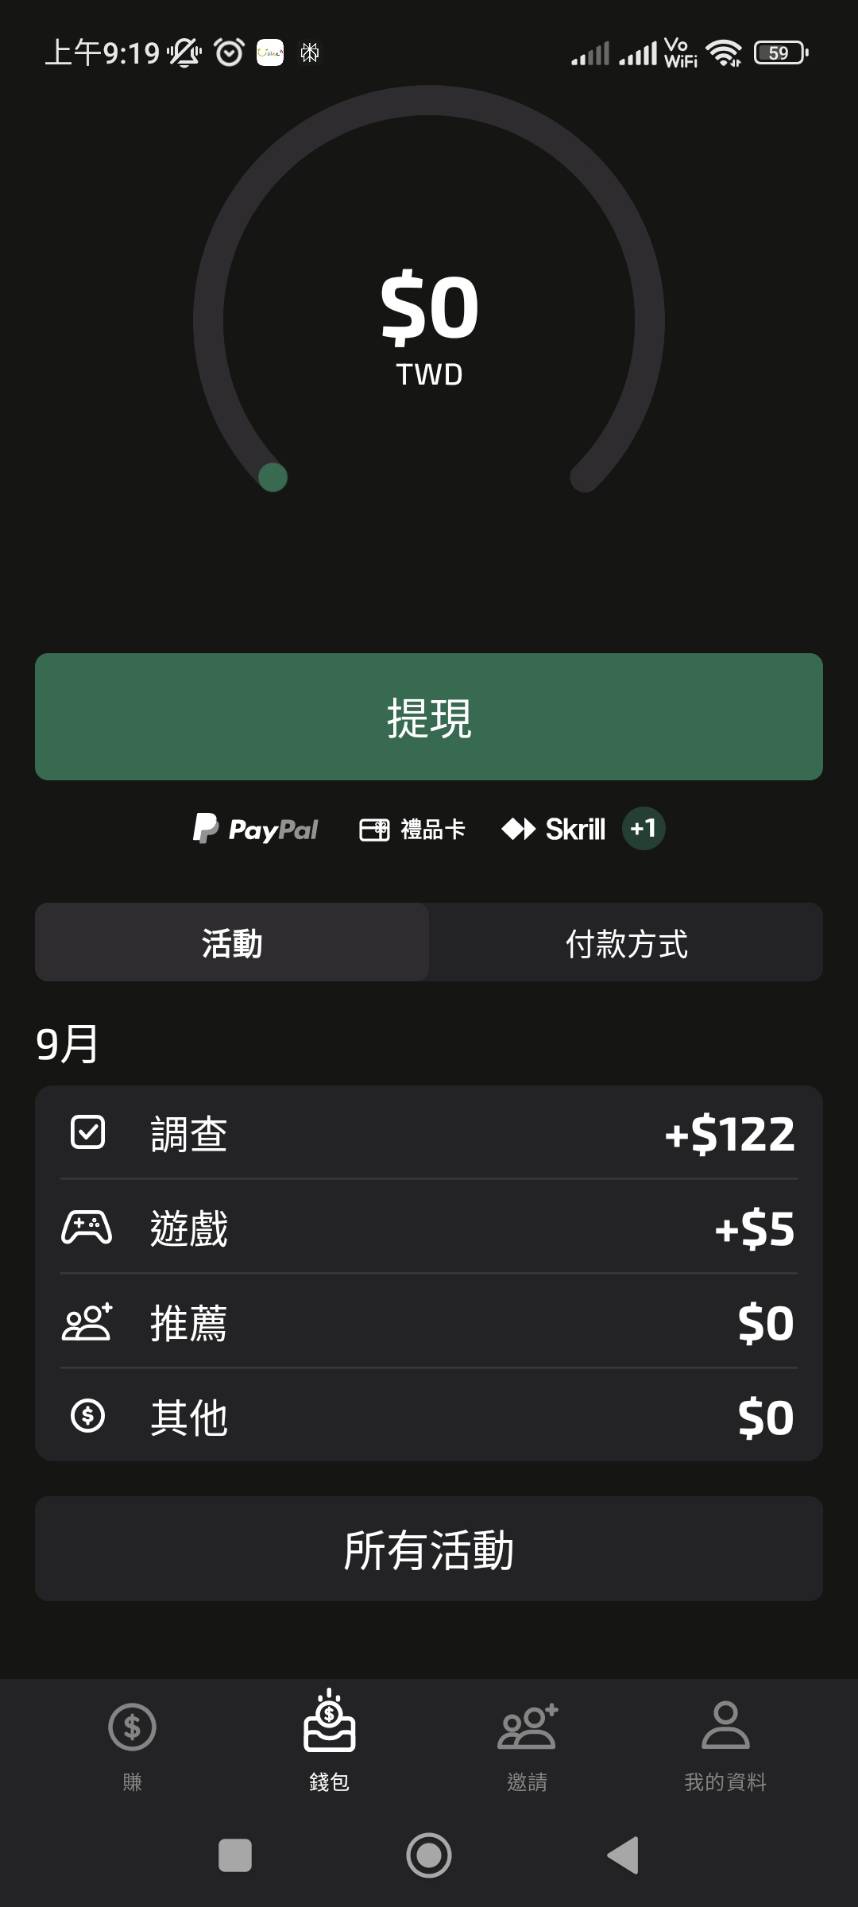 上午9:19
Vo
WiFi
59
$0
TWD
提現
PayPal 禮品卡 Skrill +1
活動 付款方式
9月
調查 +$122
遊戲 +$5
推薦 $0
其他 $0
所有活動
賺 錢包 邀請 我的資料